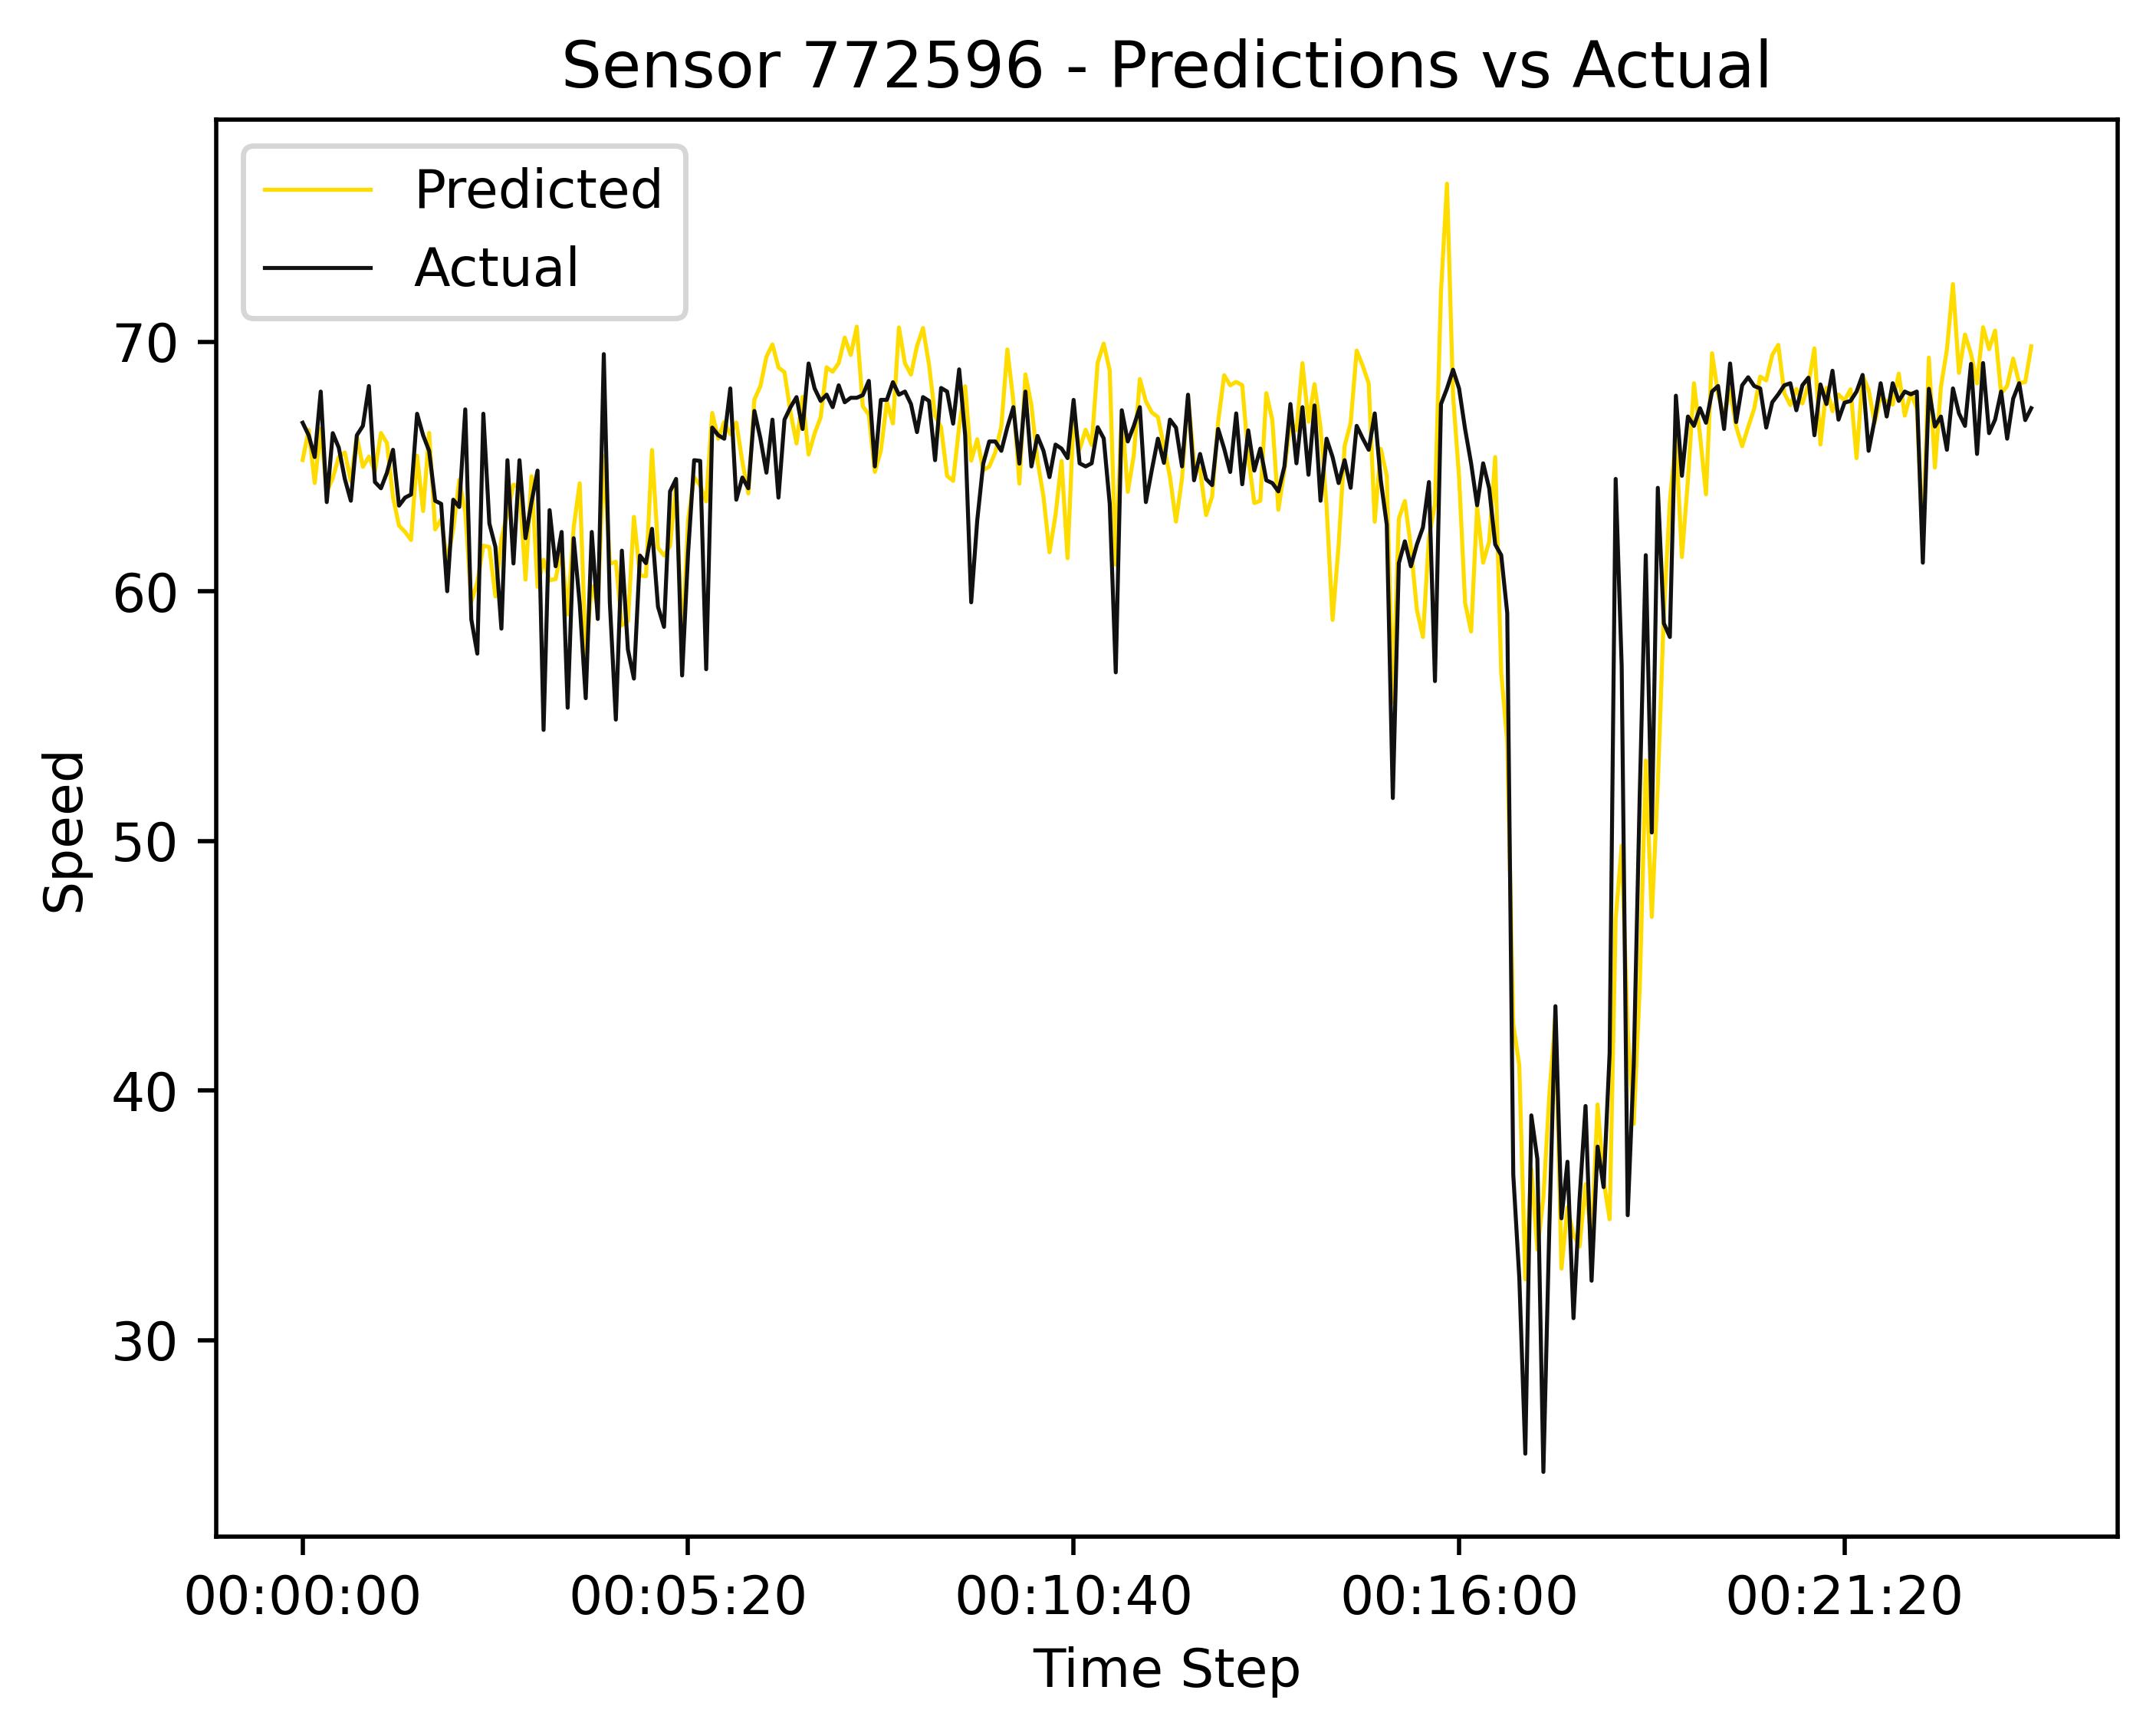 Sensor 772596 - Predictions vs Actual
Predicted
Actual
70
60
50
40
30
Speed
00:00:00 00:05:20 00:10:40 00:16:00 00:21:20
Time Step